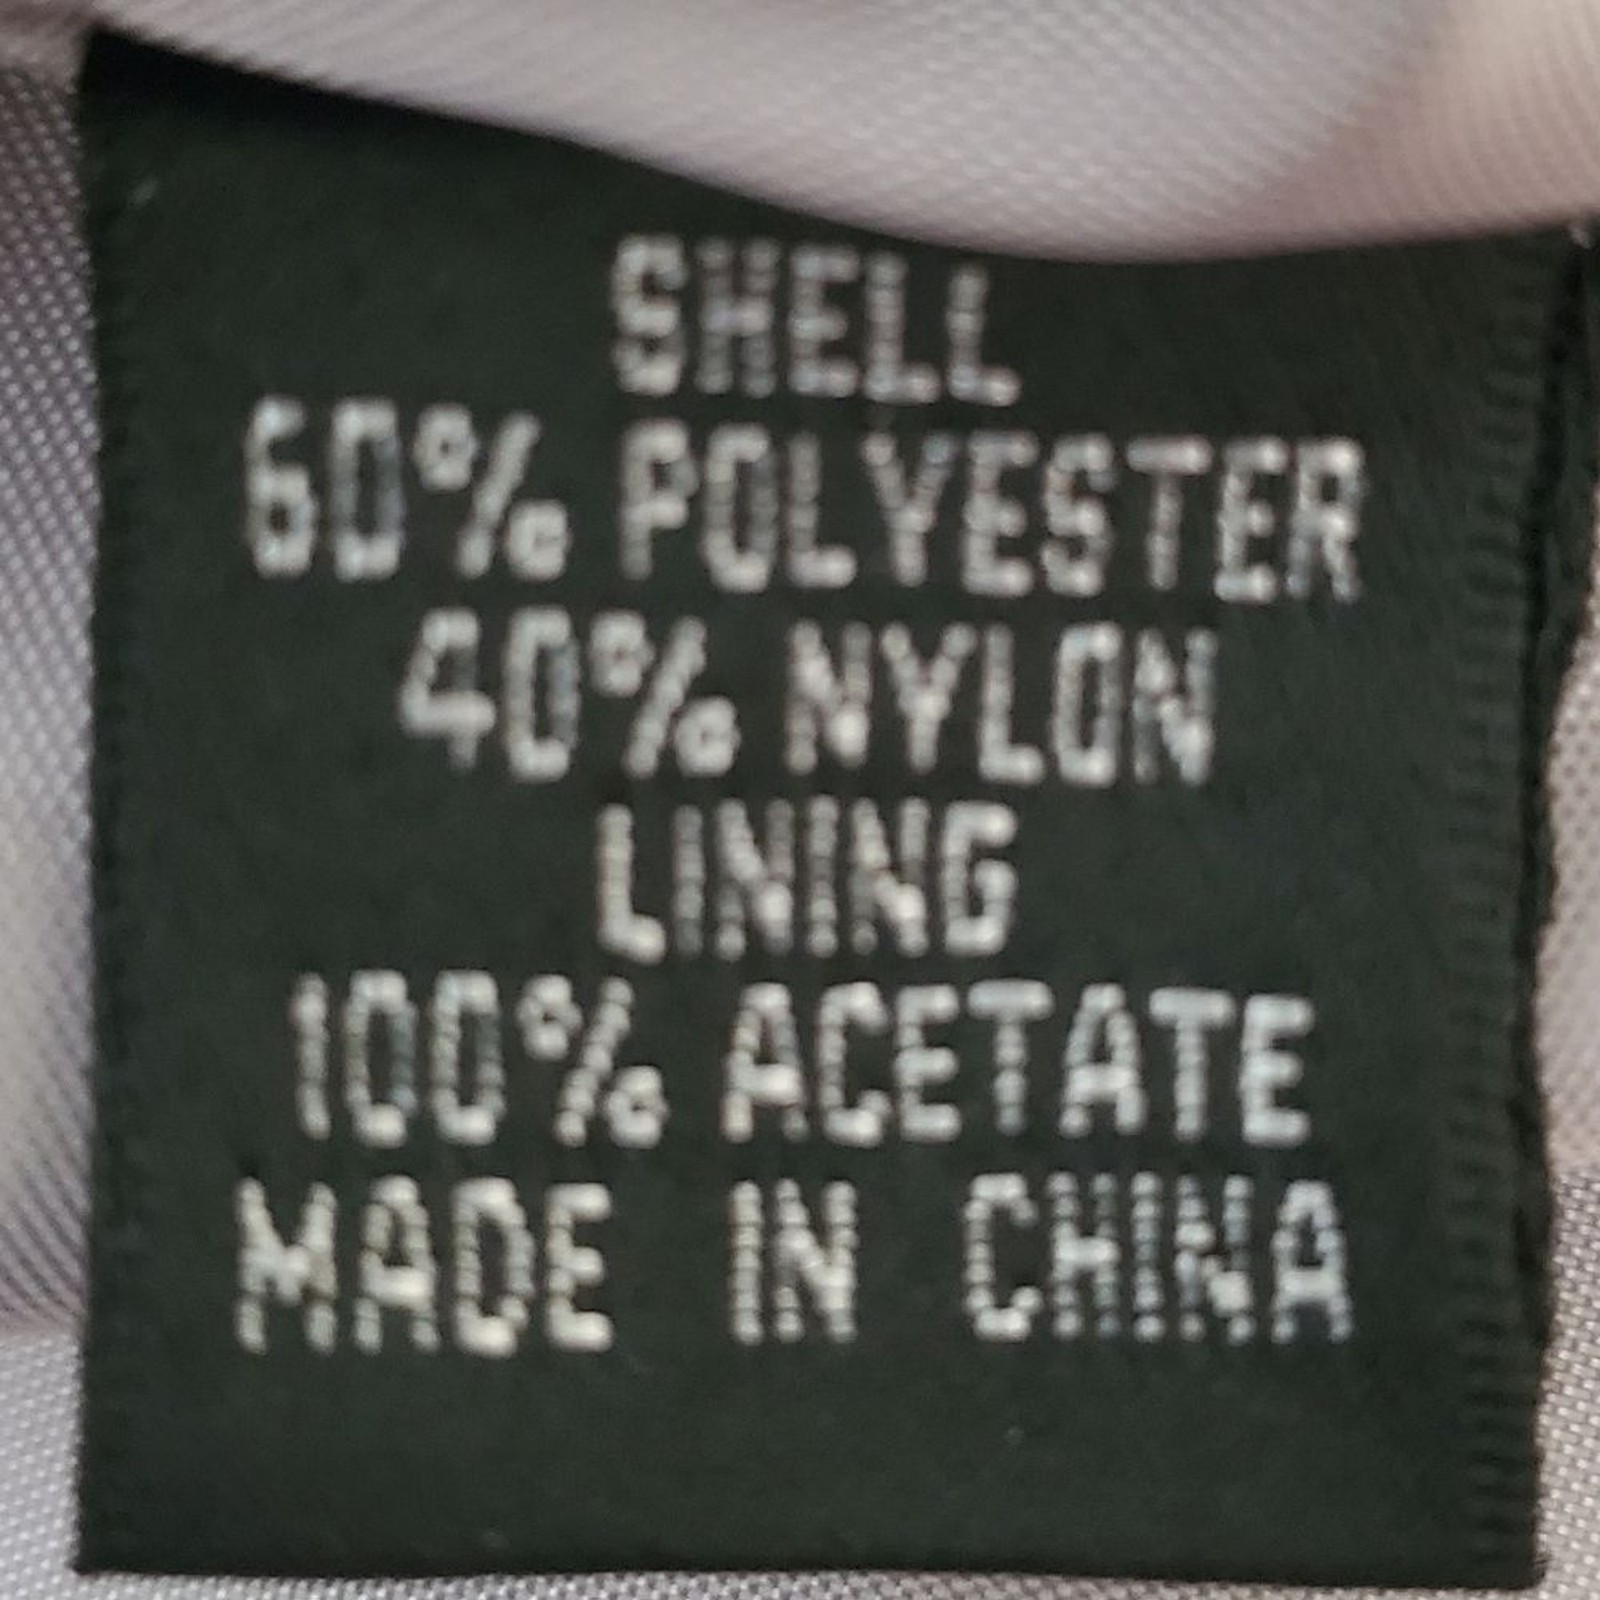 SHELL
60% POLYESTER
40% NYLON
LINING
100% ACETATE
MADE IN CHINA